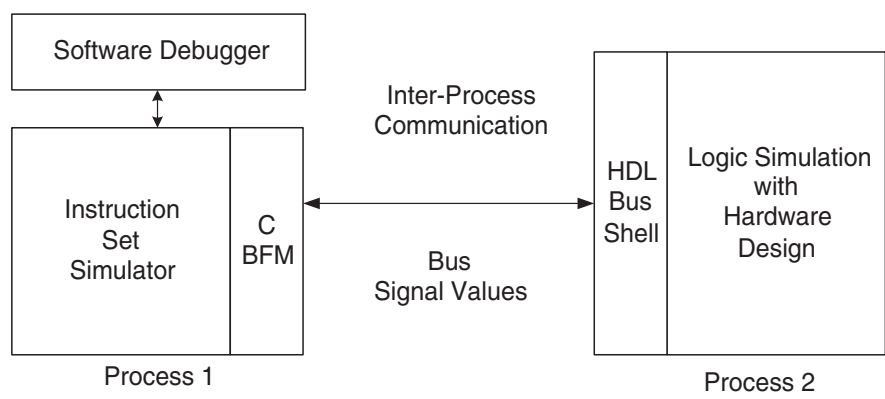 Software Debugger
Instruction
Set
Simulator
C
BFM
Process 1
Inter-Process
Communication
Bus
Signal Values
HDL
Bus
Shell
Logic Simulation
with
Hardware
Design
Process 2